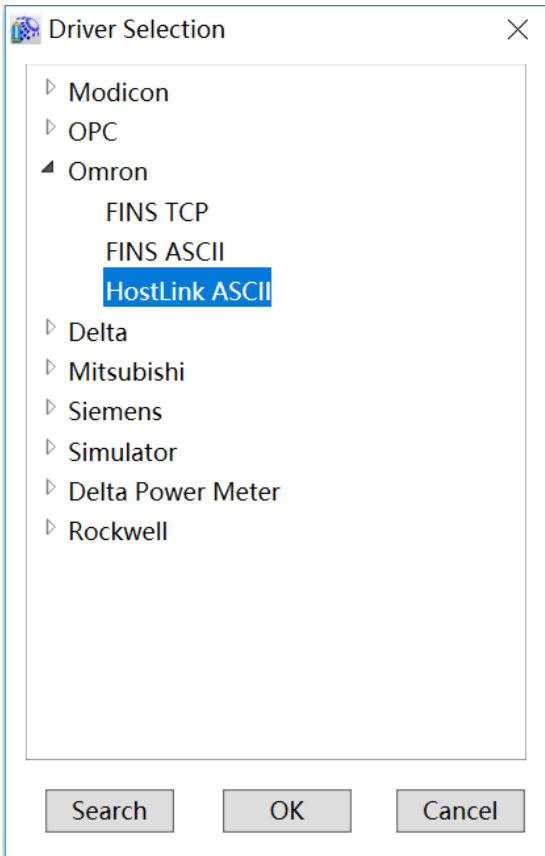 Driver Selection
Modicon
OPC
Omron
FINS TCP
FINS ASCII
HostLink ASCII
Delta
Mitsubishi
Siemens
Simulator
Delta Power Meter
Rockwell
Search OK Cancel